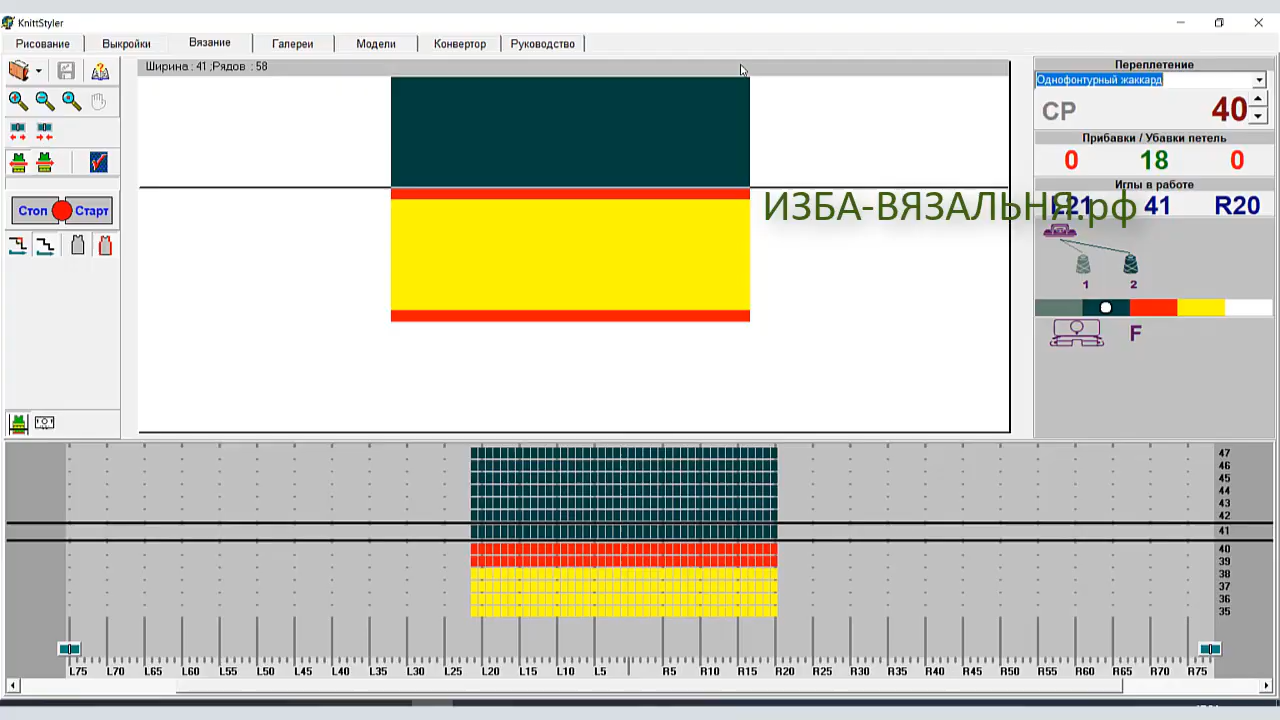 KnittStyler
Рисование Выкройки Вязание Галереи Модели Конвертор Руководство
Ширина : 41 ;Рядов : 58
Переплетение
Однофонтурный жаккард
СР 40
Прибавки / Убавки петель
0 18 0
Иглы в работе
L21 41 R20
ИЗБА-ВЯЗАЛЬНЯ.рф
Стоп Старт
1 2
F
47
46
45
44
43
42
41
40
39
38
37
36
35
L75 L70 L65 L60 L55 L50 L45 L40 L35 L30 L25 L20 L15 L10 L5 R5 R10 R15 R20 R25 R30 R35 R40 R45 R50 R55 R60 R65 R70 R75